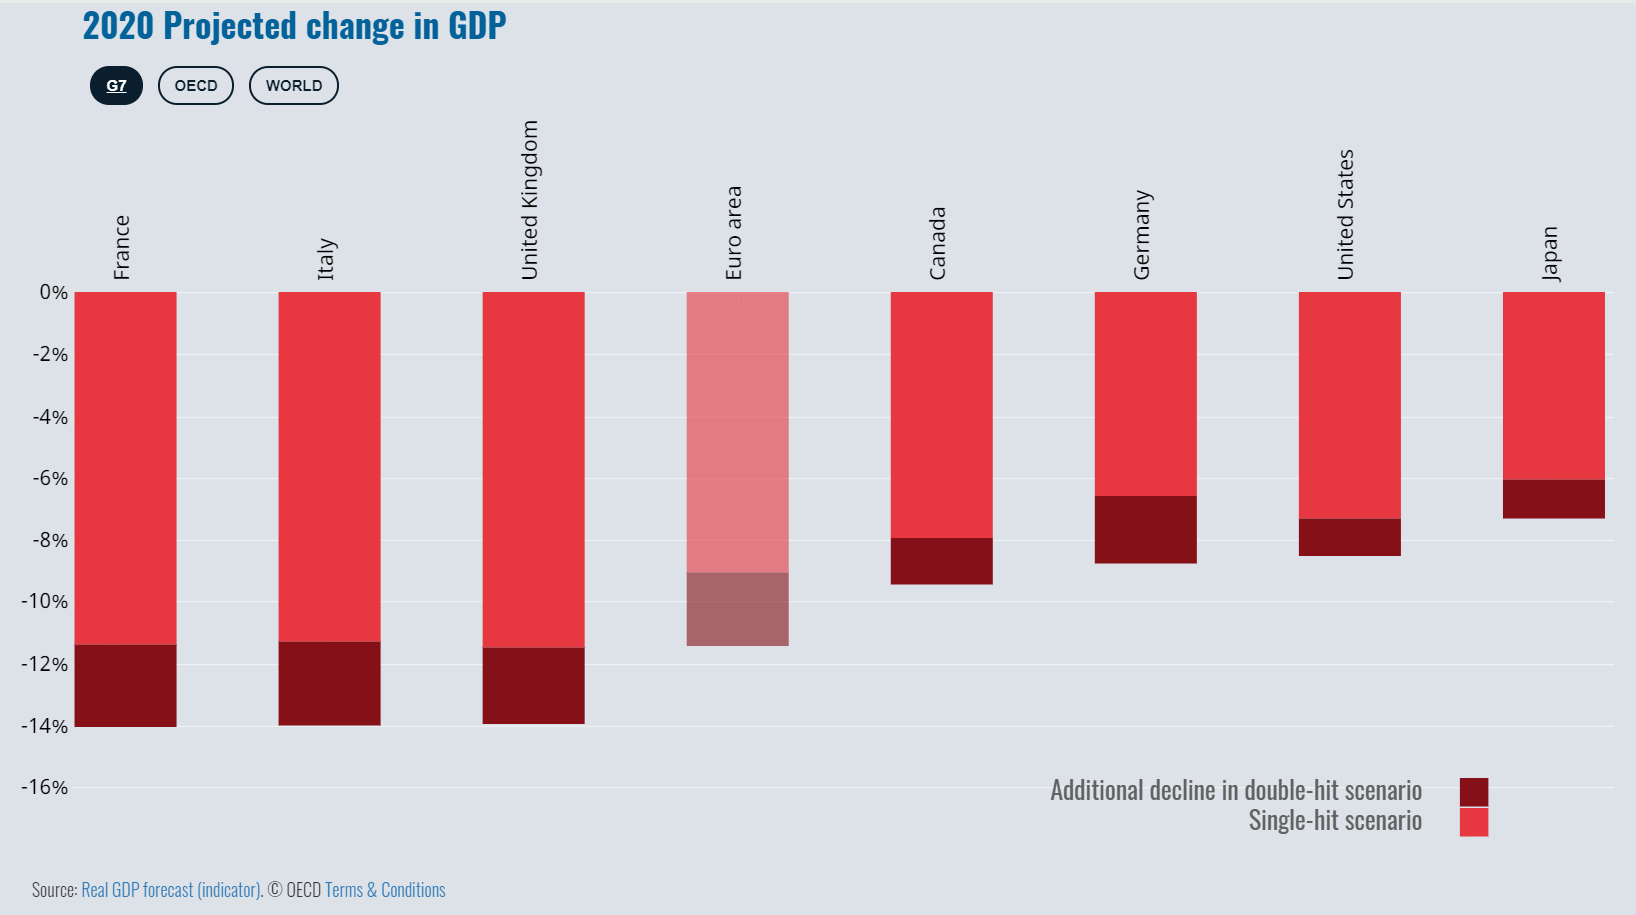 2020 Projected change in GDP
G7 OECD WORLD
France
Italy
United Kingdom
Euro area
Canada
Germany
United States
Japan
0%
-2%
-4%
-6%
-8%
-10%
-12%
-14%
-16%
Additional decline in double-hit scenario
Single-hit scenario
Source: Real GDP forecast (indicator). © OECD Terms & Conditions